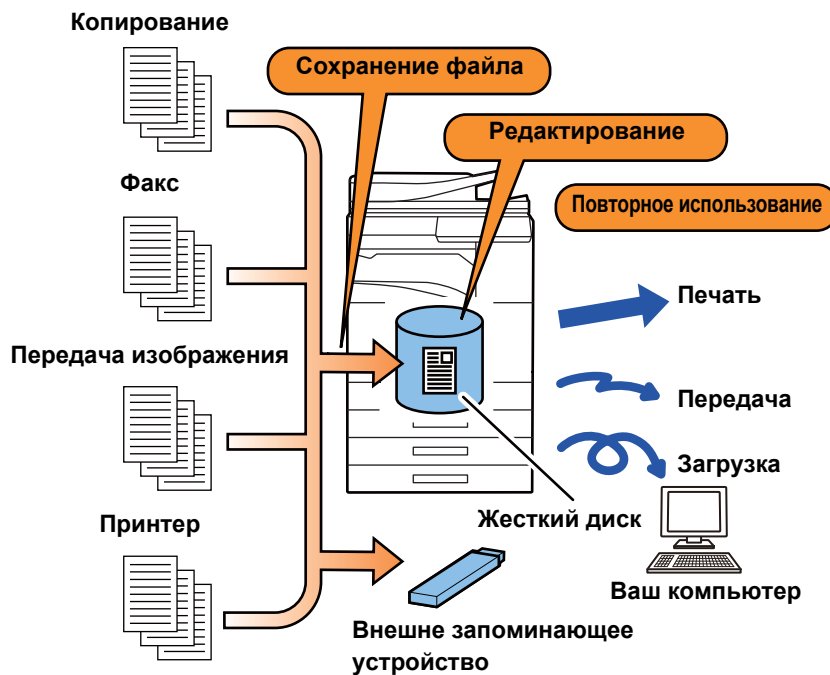 Копирование
Сохранение файла
Редактирование
Факс
Повторное использование
Печать
Передача изображения
Передача
Загрузка
Принтер
Жесткий диск
Ваш компьютер
Внешне запоминающее
устройство